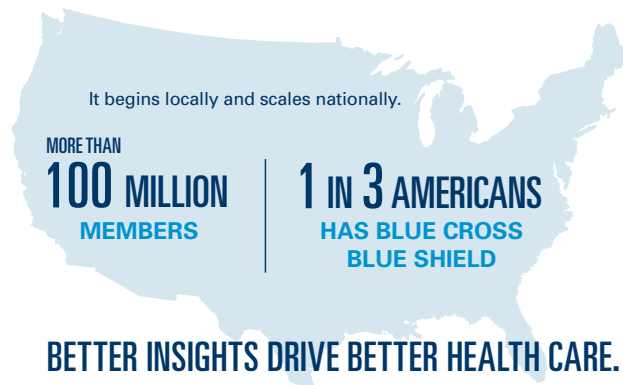 It begins locally and scales nationally.
MORE THAN
100 MILLION
MEMBERS
1 IN 3 AMERICANS
HAS BLUE CROSS
BLUE SHIELD
BETTER INSIGHTS DRIVE BETTER HEALTH CARE.